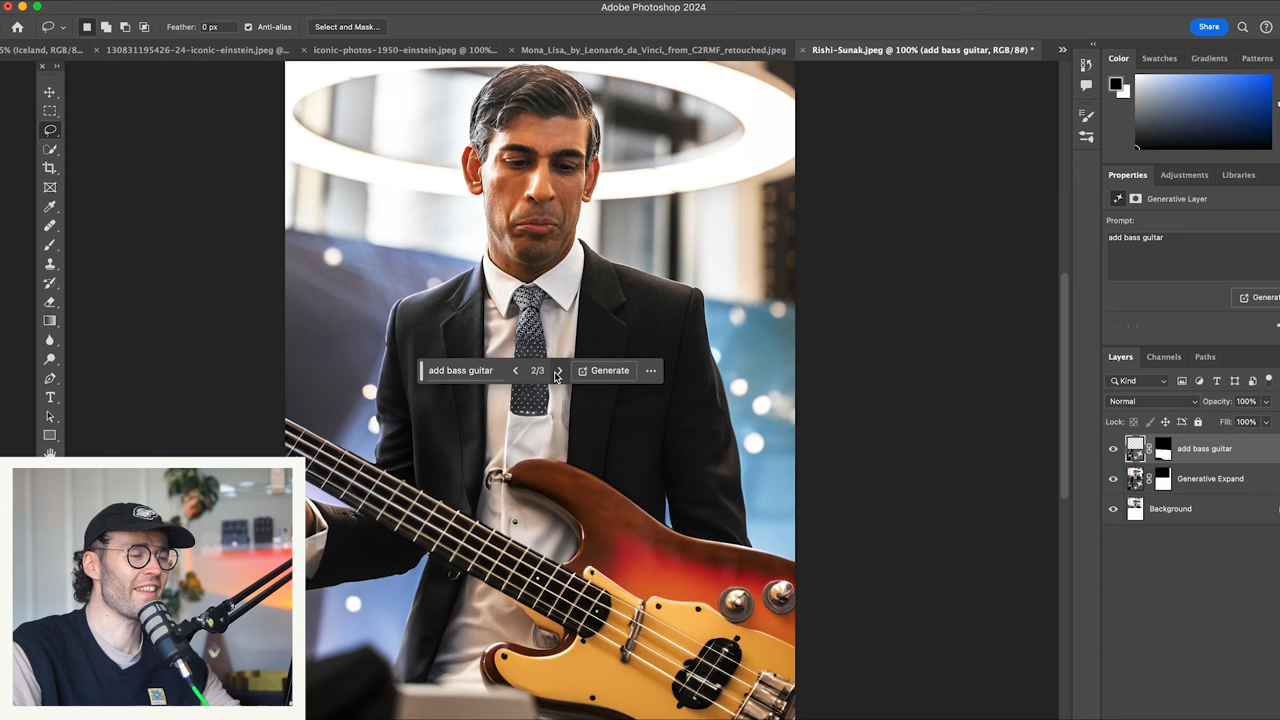 Adobe Photoshop 2024
Feather: 0 px
Anti-alias
Select and Mask...
Share
5% (Iceland, RGB/8...
× 130831195426-24-iconic-einstein.jpeg @...
× iconic-photos-1950-einstein.jpeg @ 100%...
× Mona_Lisa_by_Leonardo_da_Vinci_from_C2RMF_retouched.jpeg
× Rishi-Sunak.jpeg @ 100% (add bass guitar, RGB/8#) *
Color
Swatches
Gradients
Patterns
Properties
Adjustments
Libraries
Generative Layer
Prompt:
add bass guitar
Generat
add bass guitar
2/3
Generate
Layers
Channels
Paths
Kind
Normal
Opacity: 100%
Lock:
Fill: 100%
add bass guitar
Generative Expand
Background